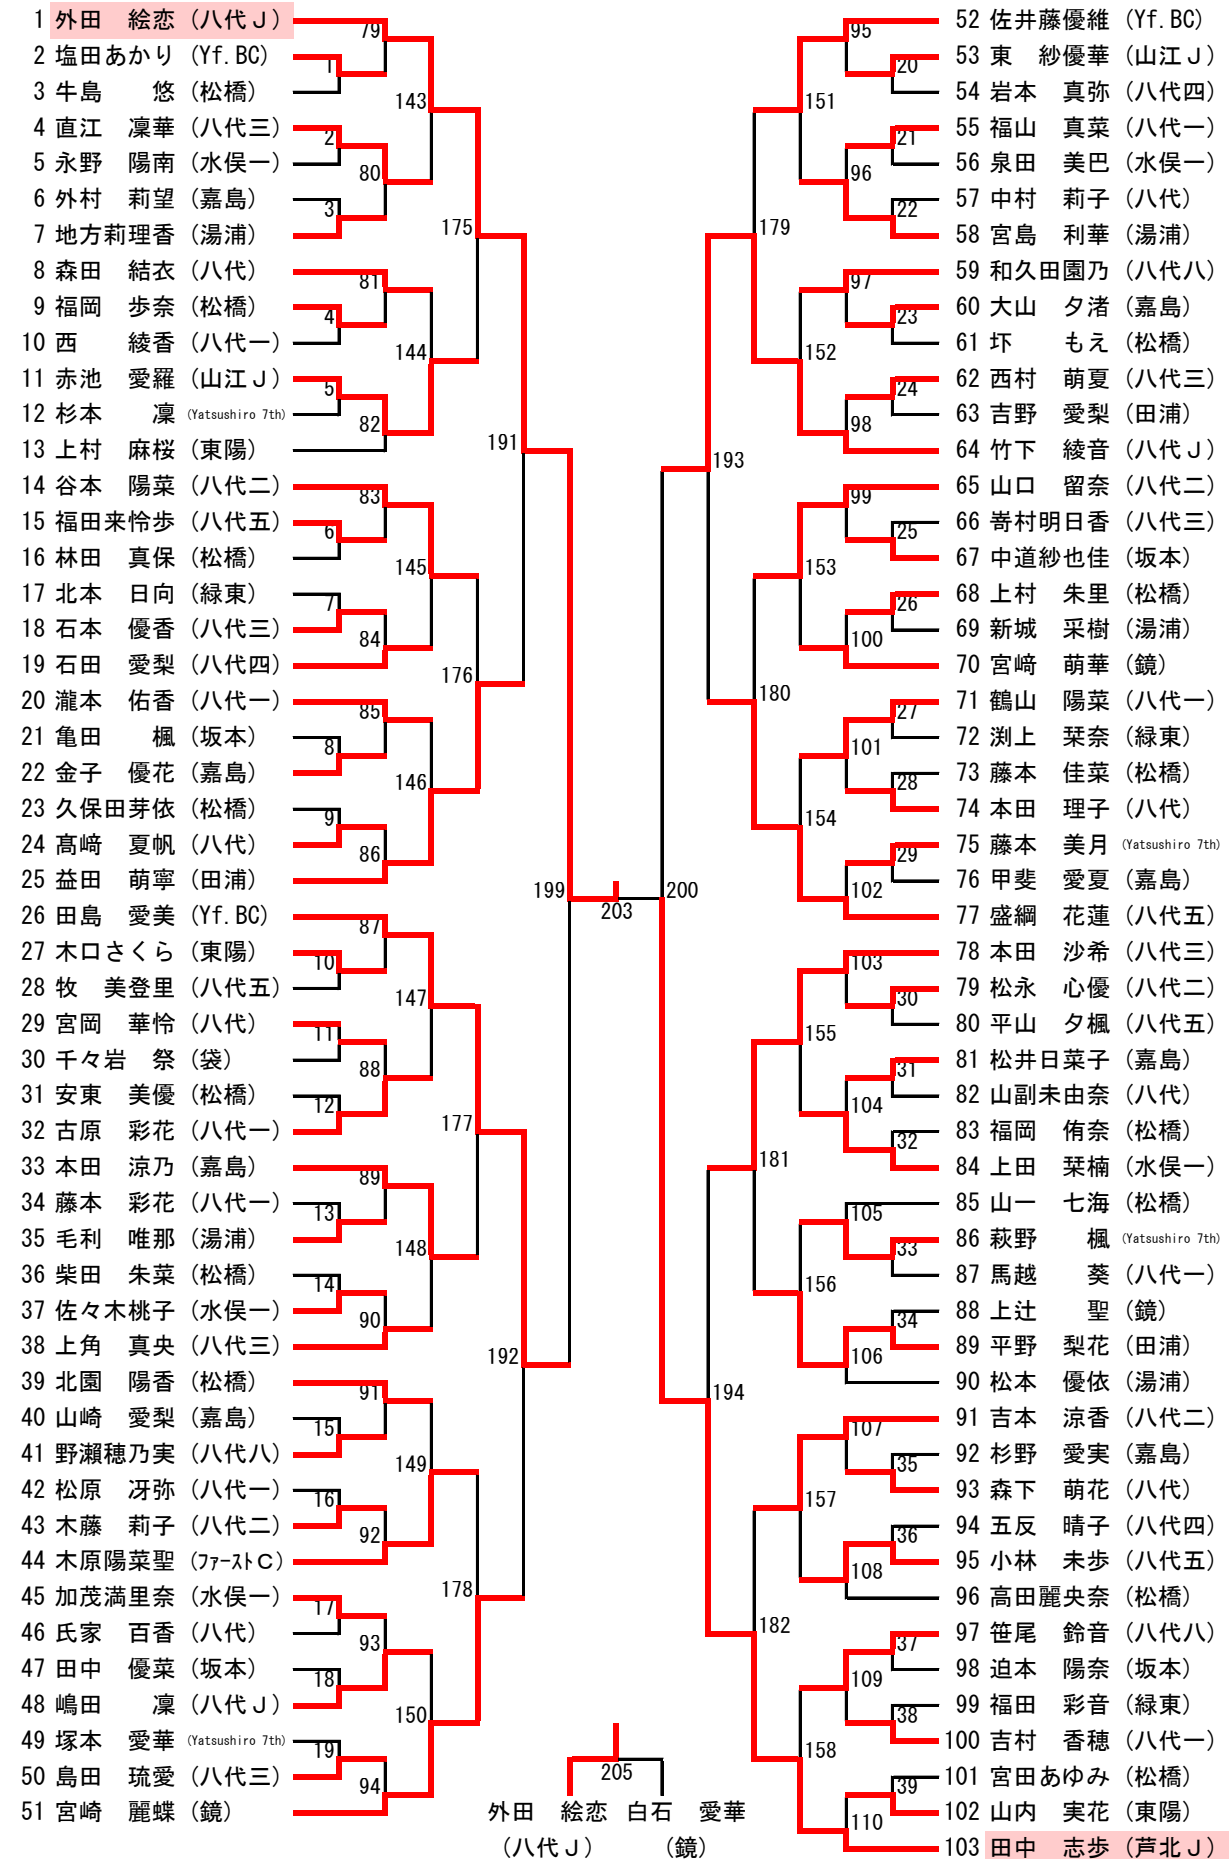 1 外田　絵恋（八代Ｊ）
2 塩田あかり（Yf.BC）
3 牛島　　悠（松橋）
4 直江　凜華（八代三）
5 永野　陽南（水俣一）
6 外村　莉望（嘉島）
7 地方莉理香（湯浦）
8 森田　結衣（八代）
9 福岡　歩奈（松橋）
10 西　　綾香（八代一）
11 赤池　愛羅（山江Ｊ）
12 杉本　　凜（Yatsushiro 7th）
13 上村　麻桜（東陽）
14 谷本　陽菜（八代二）
15 福田来怜歩（八代五）
16 林田　真保（松橋）
17 北本　日向（緑東）
18 石本　優香（八代三）
19 石田　愛梨（八代四）
20 瀧本　佑香（八代一）
21 亀田　　楓（坂本）
22 金子　優花（嘉島）
23 久保田芽依（松橋）
24 髙﨑　夏帆（八代）
25 益田　萌寧（田浦）
26 田島　愛美（Yf.BC）
27 木口さくら（東陽）
28 牧　美登里（八代五）
29 宮岡　華怜（八代）
30 千々岩　祭（袋）
31 安東　美優（松橋）
32 古原　彩花（八代一）
33 本田　涼乃（嘉島）
34 藤本　彩花（八代一）
35 毛利　唯那（湯浦）
36 柴田　朱菜（松橋）
37 佐々木桃子（水俣一）
38 上角　真央（八代三）
39 北園　陽香（松橋）
40 山崎　愛梨（嘉島）
41 野瀬穂乃実（八代八）
42 松原　冴弥（八代一）
43 木藤　莉子（八代二）
44 木原陽菜聖（ﾌｧｰｽﾄＣ）
45 加茂満里奈（水俣一）
46 氏家　百香（八代）
47 田中　優菜（坂本）
48 嶋田　　凜（八代Ｊ）
49 塚本　愛華（Yatsushiro 7th）
50 島田　琉愛（八代三）
51 宮崎　麗蝶（鏡）
1
2
3
4
5
6
7
8
9
10
11
12
13
14
15
16
17
18
19
79
80
81
82
83
84
85
86
87
88
89
90
91
92
93
94
143
144
145
146
147
148
149
150
175
176
177
178
191
192
199
203
200
193
194
179
180
181
182
151
152
153
154
155
156
157
158
95
96
97
98
99
100
101
102
103
104
105
106
107
108
109
110
20
21
22
23
24
25
26
27
28
29
30
31
32
33
34
35
36
37
38
39
52 佐井藤優維（Yf.BC）
53 東　紗優華（山江Ｊ）
54 岩本　真弥（八代四）
55 福山　真菜（八代一）
56 泉田　美巴（水俣一）
57 中村　莉子（八代）
58 宮島　利華（湯浦）
59 和久田園乃（八代八）
60 大山　夕渚（嘉島）
61 圷　　もえ（松橋）
62 西村　萌夏（八代三）
63 吉野　愛梨（田浦）
64 竹下　綾音（八代Ｊ）
65 山口　留奈（八代二）
66 嵜村明日香（八代三）
67 中道紗也佳（坂本）
68 上村　朱里（松橋）
69 新城　采樹（湯浦）
70 宮﨑　萌華（鏡）
71 鶴山　陽菜（八代一）
72 渕上　栞奈（緑東）
73 藤本　佳菜（松橋）
74 本田　理子（八代）
75 藤本　美月（Yatsushiro 7th）
76 甲斐　愛夏（嘉島）
77 盛綱　花蓮（八代五）
78 本田　沙希（八代三）
79 松永　心優（八代二）
80 平山　夕楓（八代五）
81 松井日菜子（嘉島）
82 山副未由奈（八代）
83 福岡　侑奈（松橋）
84 上田　栞楠（水俣一）
85 山一　七海（松橋）
86 萩野　　楓（Yatsushiro 7th）
87 馬越　　葵（八代一）
88 上辻　　聖（鏡）
89 平野　梨花（田浦）
90 松本　優依（湯浦）
91 吉本　涼香（八代二）
92 杉野　愛実（嘉島）
93 森下　萌花（八代）
94 五反　晴子（八代四）
95 小林　未歩（八代五）
96 高田麗央奈（松橋）
97 笹尾　鈴音（八代八）
98 迫本　陽奈（坂本）
99 福田　彩音（緑東）
100 吉村　香穂（八代一）
101 宮田あゆみ（松橋）
102 山内　実花（東陽）
103 田中　志歩（芦北Ｊ）
205
外田　絵恋　白石　愛華
（八代Ｊ）　（鏡）